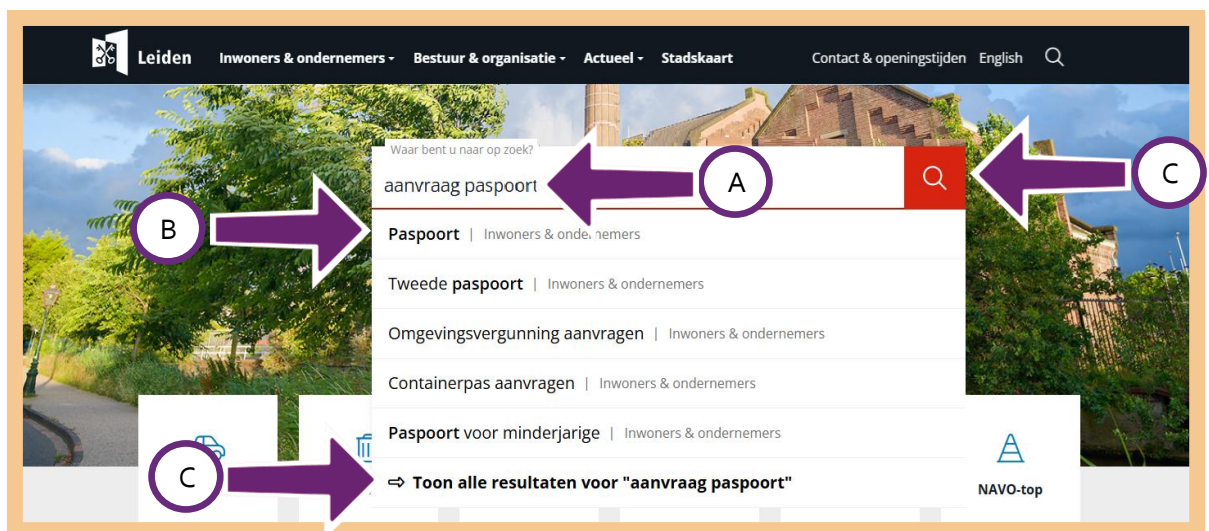 Leiden Inwoners & ondernemers Bestuur & organisatie Actueel Stadskaart Contact & openingstijden English
Waar bent u naar op zoek?
aanvraag paspoort
A
C
B
Paspoort | Inwoners & ondernemers
Tweede paspoort | Inwoners & ondernemers
Omgevingsvergunning aanvragen | Inwoners & ondernemers
Containerpas aanvragen | Inwoners & ondernemers
Paspoort voor minderjarige | Inwoners & ondernemers
C
⇨ Toon alle resultaten voor "aanvraag paspoort"
NAVO-top